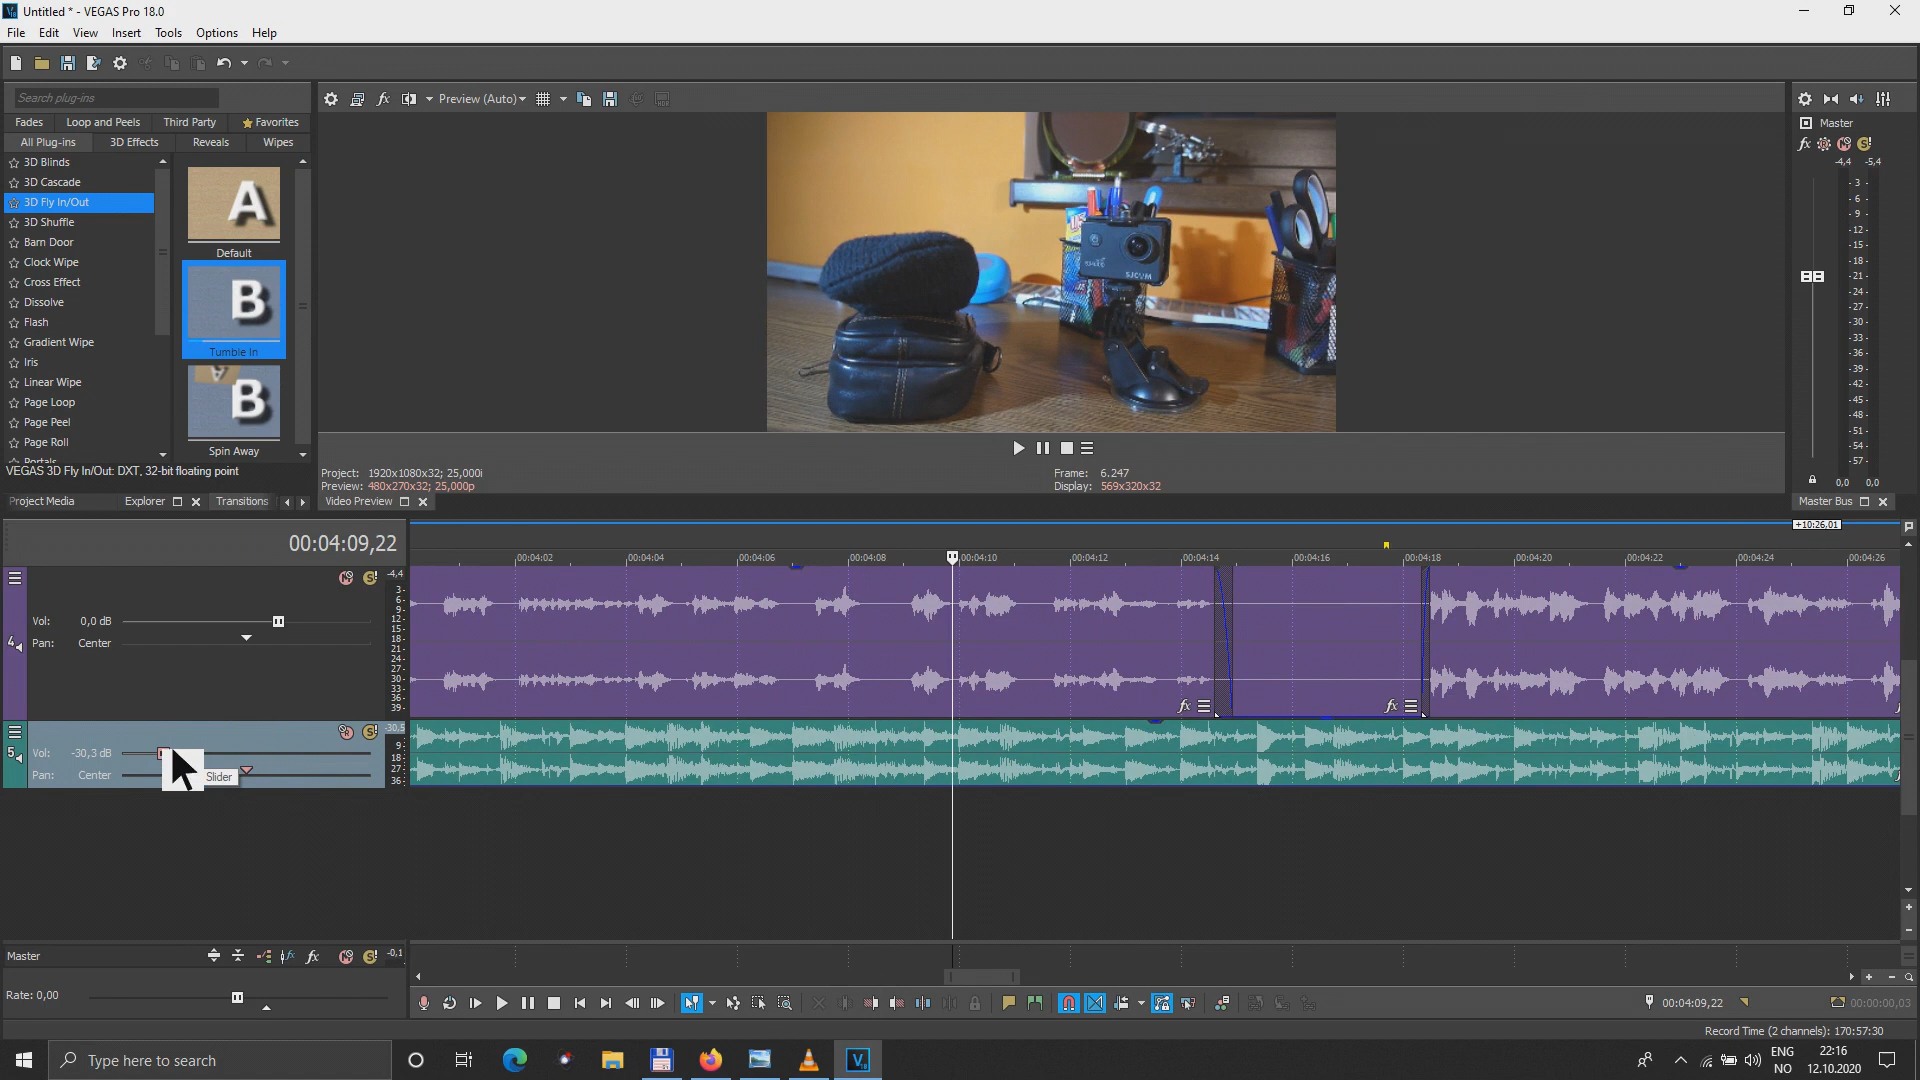 Untitled * - VEGAS Pro 18.0
File Edit View Insert Tools Options Help
Search plug-ins
Preview (Auto)
Fades Loop and Peels Third Party Favorites
All Plug-ins 3D Effects Reveals Wipes
3D Blinds
3D Cascade
3D Fly In/Out
3D Shuffle
Barn Door
Clock Wipe
Cross Effect
Dissolve
Flash
Gradient Wipe
Iris
Linear Wipe
Page Loop
Page Peel
Page Roll
Portals
A
Default
B
Tumble In
B
Spin Away
VEGAS 3D Fly In/Out: DXT, 32-bit floating point
Project Media Explorer Transitions
SJCAM
Project: 1920x1080x32; 25,000i
Preview: 480x270x32; 25,000p
Frame: 6.247
Display: 569x320x32
Video Preview
Master
fx
-4,4 -5,4
- 3 -
- 6 -
- 9 -
-12-
-15-
-18-
-21-
-24-
-27-
-30-
-33-
-36-
-39-
-42-
-45-
-48-
-51-
-54-
-57-
0,0 0,0
Master Bus
00:04:09,22
+10:26,01
00:04:02 00:04:04 00:04:06 00:04:08 00:04:10 00:04:12 00:04:14 00:04:16 00:04:18 00:04:20 00:04:22 00:04:24 00:04:26
4
Vol: 0,0 dB
Pan: Center
-4,4
3-
6-
9-
12-
15-
18-
21-
24-
27-
30-
33-
36-
39-
fx fx
5
Vol: -30,3 dB
Pan: Center
Slider
-30,5
9-
18-
27-
36-
Master
fx
-0,1
Rate: 0,00
00:04:09,22
00:00:00,03
Record Time (2 channels): 170:57:30
Type here to search
ENG
NO
22:16
12.10.2020